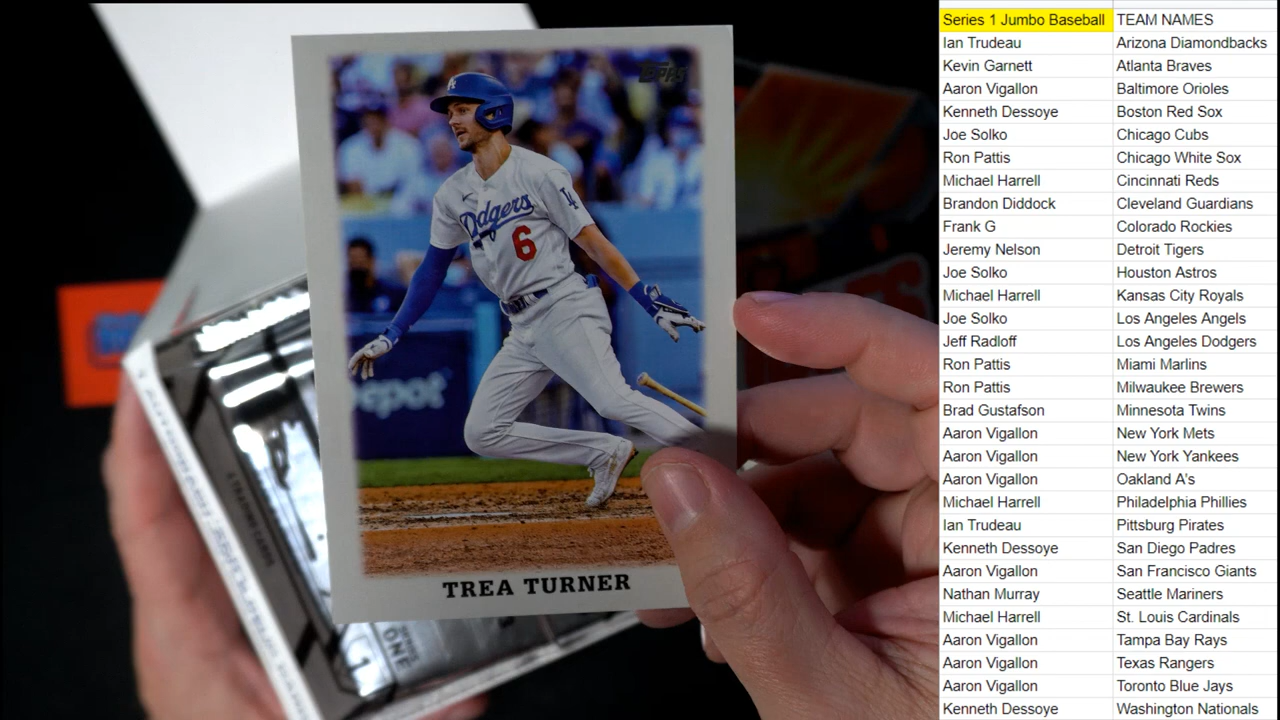 Topps
LA
Dodgers
LA
6
depot
TREA TURNER
ONE
Series 1 Jumbo Baseball TEAM NAMES
Ian Trudeau Arizona Diamondbacks
Kevin Garnett Atlanta Braves
Aaron Vigallon Baltimore Orioles
Kenneth Dessoye Boston Red Sox
Joe Solko Chicago Cubs
Ron Pattis Chicago White Sox
Michael Harrell Cincinnati Reds
Brandon Diddock Cleveland Guardians
Frank G Colorado Rockies
Jeremy Nelson Detroit Tigers
Joe Solko Houston Astros
Michael Harrell Kansas City Royals
Joe Solko Los Angeles Angels
Jeff Radloff Los Angeles Dodgers
Ron Pattis Miami Marlins
Ron Pattis Milwaukee Brewers
Brad Gustafson Minnesota Twins
Aaron Vigallon New York Mets
Aaron Vigallon New York Yankees
Aaron Vigallon Oakland A's
Michael Harrell Philadelphia Phillies
Ian Trudeau Pittsburg Pirates
Kenneth Dessoye San Diego Padres
Aaron Vigallon San Francisco Giants
Nathan Murray Seattle Mariners
Michael Harrell St. Louis Cardinals
Aaron Vigallon Tampa Bay Rays
Aaron Vigallon Texas Rangers
Aaron Vigallon Toronto Blue Jays
Kenneth Dessoye Washington Nationals